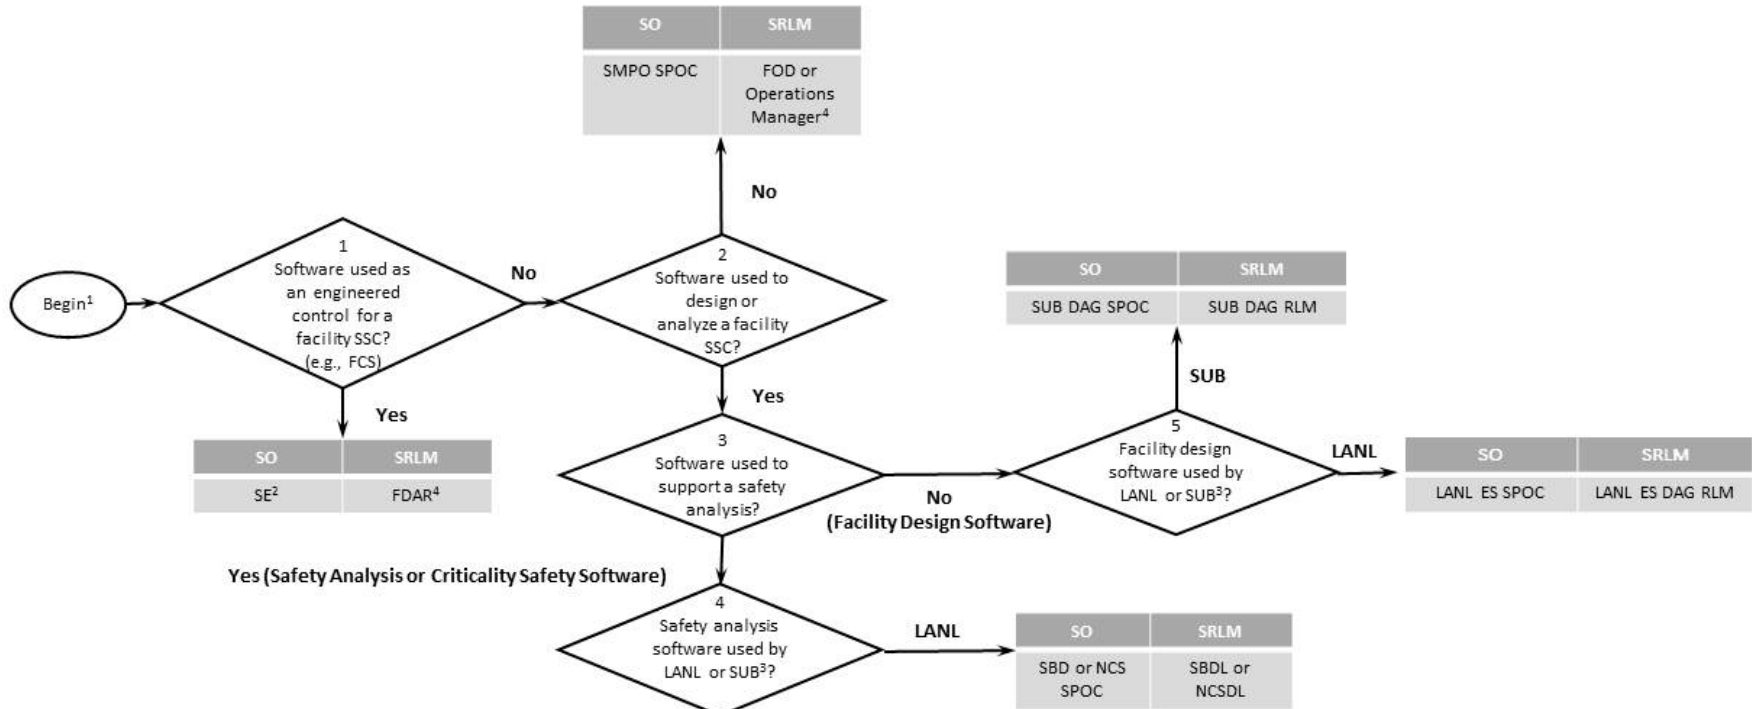 SO SRLM
SMPO SPOC FOD or
Operations
Manager⁴
No
1
Software used as
an engineered
control for a
facility SSC?
(e.g., FCS)
Begin¹
No
2
Software used to
design or
analyze a facility
SSC?
SO SRLM
SUB DAG SPOC SUB DAG RLM
SUB
Yes
Yes
SO SRLM
SE² FDAR⁴
3
Software used to
support a safety
analysis?
No
(Facility Design Software)
5
Facility design
software used by
LANL or SUB³?
LANL
SO SRLM
LANL ES SPOC LANL ES DAG RLM
Yes (Safety Analysis or Criticality Safety Software)
4
Safety analysis
software used by
LANL or SUB³?
LANL
SO SRLM
SBD or NCS SBDL or
SPOC NCSDL